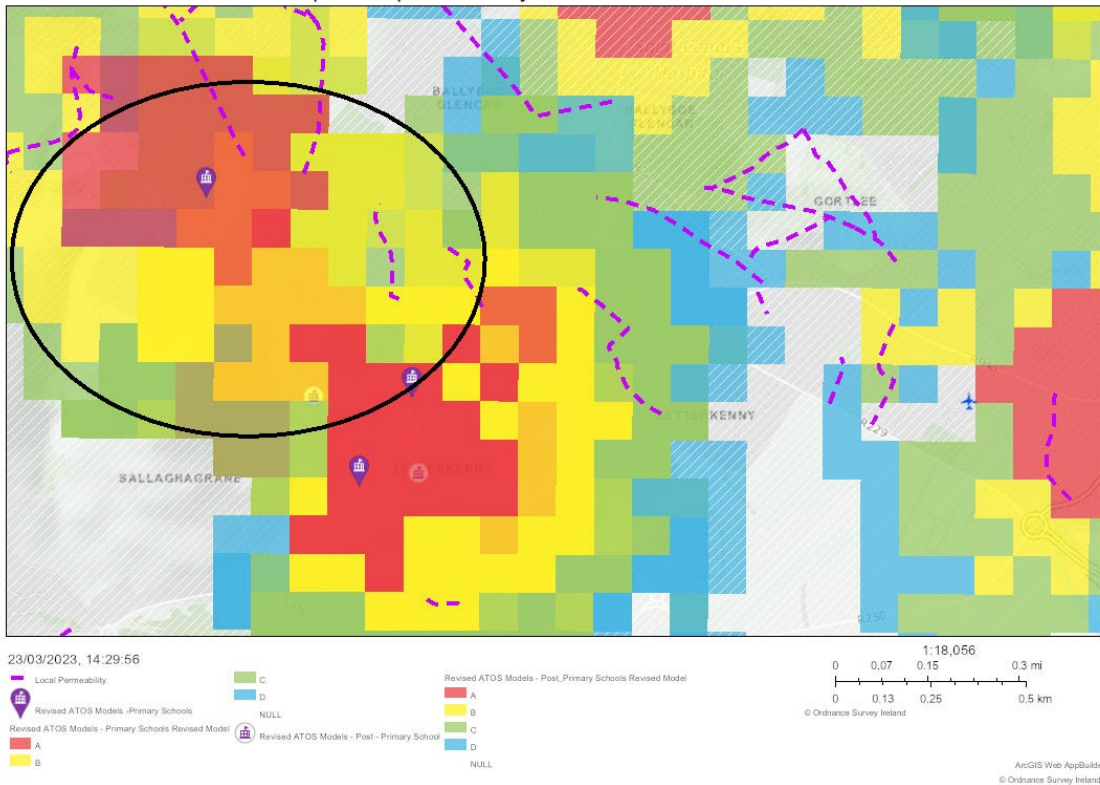 BALLYBOE
GLENCAR
BALLYBOE
GLENCAR
GORTLEE
LETTERKENNY
R229
SALLAGHAGRANE
LETTERKENNY
R250
23/03/2023, 14:29:56
Local Permeability
Revised ATOS Models -Primary Schools
Revised ATOS Models - Primary Schools Revised Model
A
B
C
D
NULL
Revised ATOS Models - Post - Primary School
Revised ATOS Models - Post_Primary Schools Revised Model
A
B
C
D
NULL
1:18,056
0 0.07 0.15 0.3 mi
0 0.13 0.25 0.5 km
© Ordnance Survey Ireland
ArcGIS Web AppBuilder
© Ordnance Survey Ireland